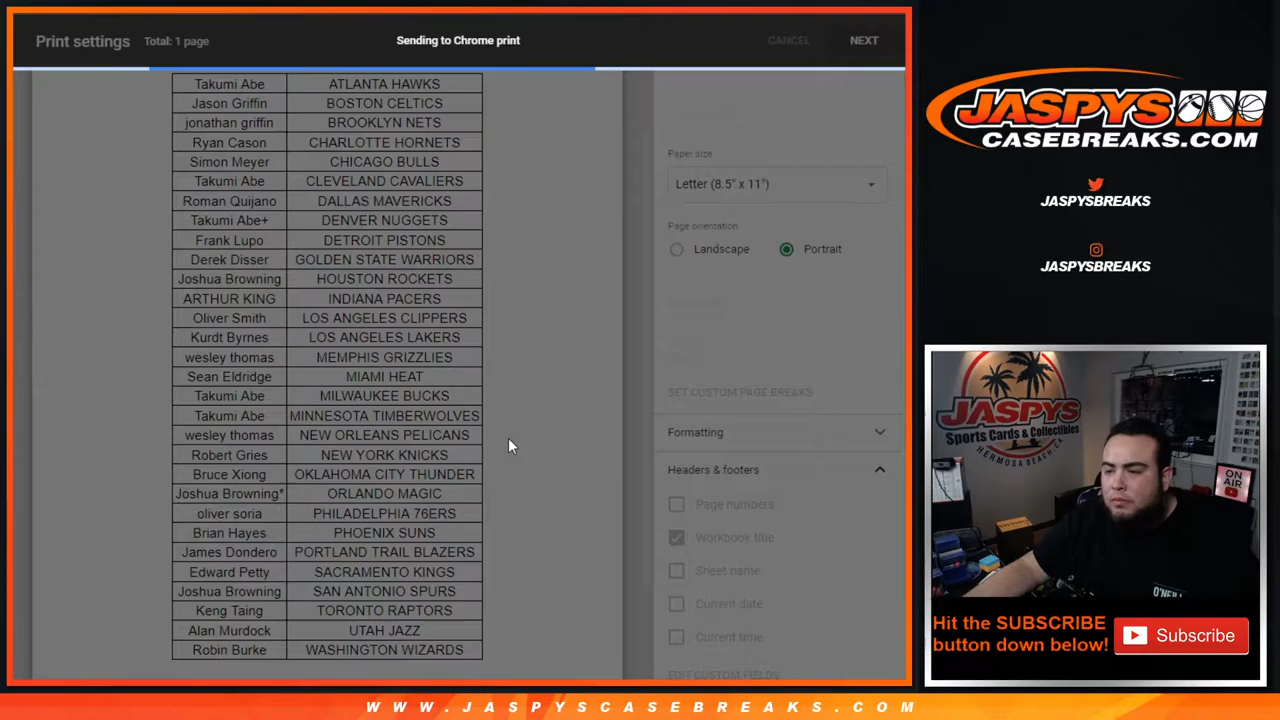 Print settings Total: 1 page Sending to Chrome print CANCEL NEXT
Takumi Abe ATLANTA HAWKS
Jason Griffin BOSTON CELTICS
jonathan griffin BROOKLYN NETS
Ryan Cason CHARLOTTE HORNETS
Simon Meyer CHICAGO BULLS
Takumi Abe CLEVELAND CAVALIERS
Roman Quijano DALLAS MAVERICKS
Takumi Abe+ DENVER NUGGETS
Frank Lupo DETROIT PISTONS
Derek Disser GOLDEN STATE WARRIORS
Joshua Browning HOUSTON ROCKETS
ARTHUR KING INDIANA PACERS
Oliver Smith LOS ANGELES CLIPPERS
Kurdt Byrnes LOS ANGELES LAKERS
wesley thomas MEMPHIS GRIZZLIES
Sean Eldridge MIAMI HEAT
Takumi Abe MILWAUKEE BUCKS
Takumi Abe MINNESOTA TIMBERWOLVES
wesley thomas NEW ORLEANS PELICANS
Robert Gries NEW YORK KNICKS
Bruce Xiong OKLAHOMA CITY THUNDER
Joshua Browning* ORLANDO MAGIC
oliver soria PHILADELPHIA 76ERS
Brian Hayes PHOENIX SUNS
James Dondero PORTLAND TRAIL BLAZERS
Edward Petty SACRAMENTO KINGS
Joshua Browning SAN ANTONIO SPURS
Keng Taing TORONTO RAPTORS
Alan Murdock UTAH JAZZ
Robin Burke WASHINGTON WIZARDS
Paper size
Letter (8.5" x 11")
Page orientation
Landscape Portrait
SET CUSTOM PAGE BREAKS
Formatting
Headers & footers
Page numbers
Workbook title
Sheet name
Current date
Current time
EDIT CUSTOM FIELDS
JASPYS
CASEBREAKS.COM
JASPYSBREAKS
JASPYSBREAKS
JASPYS
Sports Cards & Collectibles
HERMOSA BEACH, CA
ON
AIR
O'NEILL
Hit the SUBSCRIBE
button down below!
Subscribe
WWW.JASPYSCASEBREAKS.COM